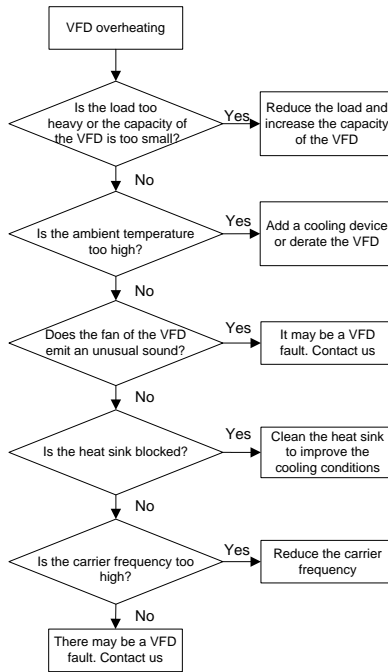 VFD overheating
Is the load too
heavy or the capacity of
the VFD is too small?
Yes
Reduce the load and
increase the capacity
of the VFD
No
Is the ambient temperature
too high?
Yes
Add a cooling device
or derate the VFD
No
Does the fan of the VFD
emit an unusual sound?
Yes
It may be a VFD
fault. Contact us
No
Is the heat sink blocked?
Yes
Clean the heat sink
to improve the
cooling conditions
No
Is the carrier frequency too
high?
Yes
Reduce the carrier
frequency
No
There may be a VFD
fault. Contact us